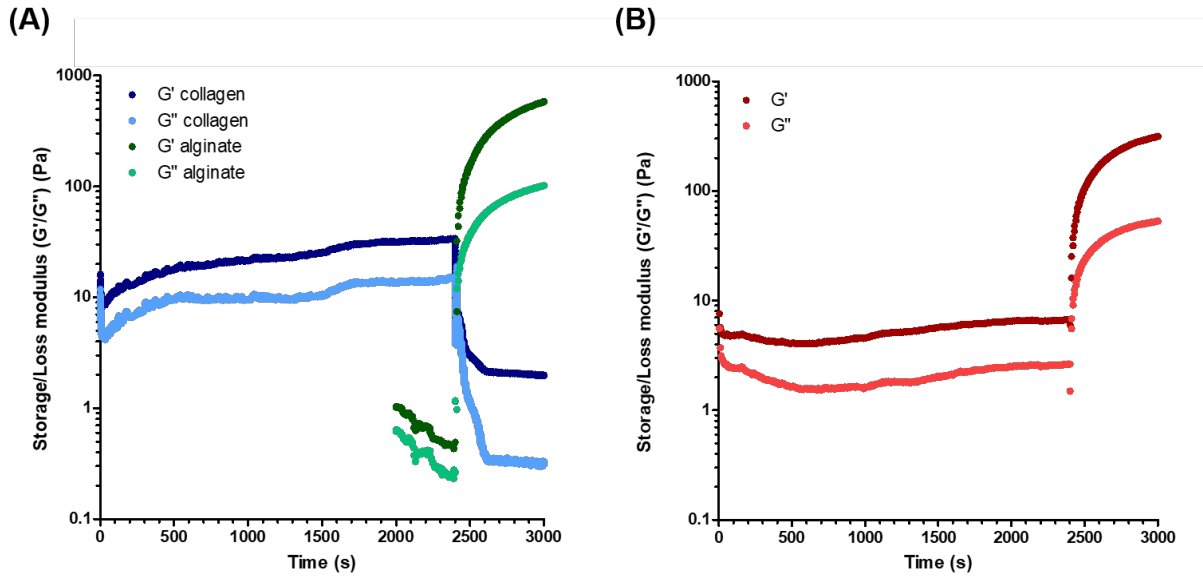 (A)
(B)
Storage/Loss modulus (G'/G'') (Pa)
1000
100
10
1
0.1
G' collagen
G'' collagen
G' alginate
G'' alginate
0
500
1000
1500
2000
2500
3000
Time (s)
Storage/Loss modulus (G'/G'') (Pa)
1000
100
10
1
0.1
G'
G''
0
500
1000
1500
2000
2500
3000
Time (s)